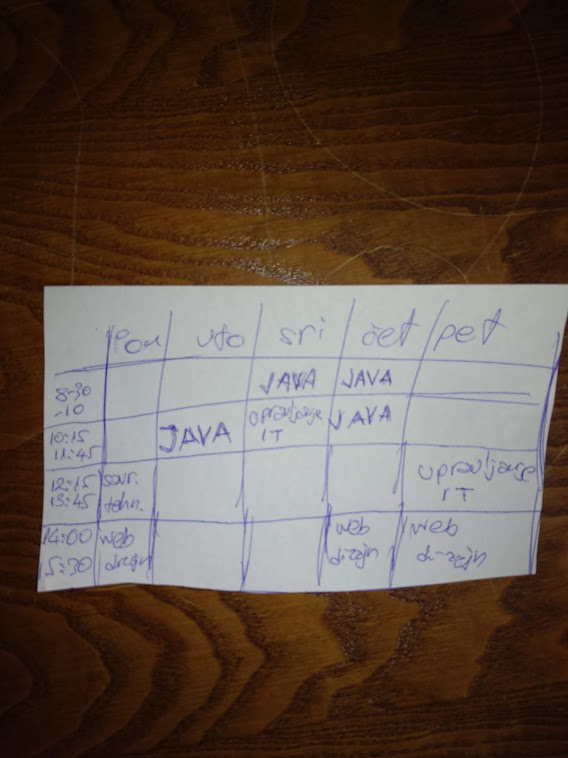 Pon uto sri čet pet
8-30 JAVA JAVA
-10
10:15 JAVA upravljanje JAVA
11:45 IT
12:15 savr. upravljanje
13:45 tehn. IT
14:00 web web web
15:30 dizajn dizajn dizajn